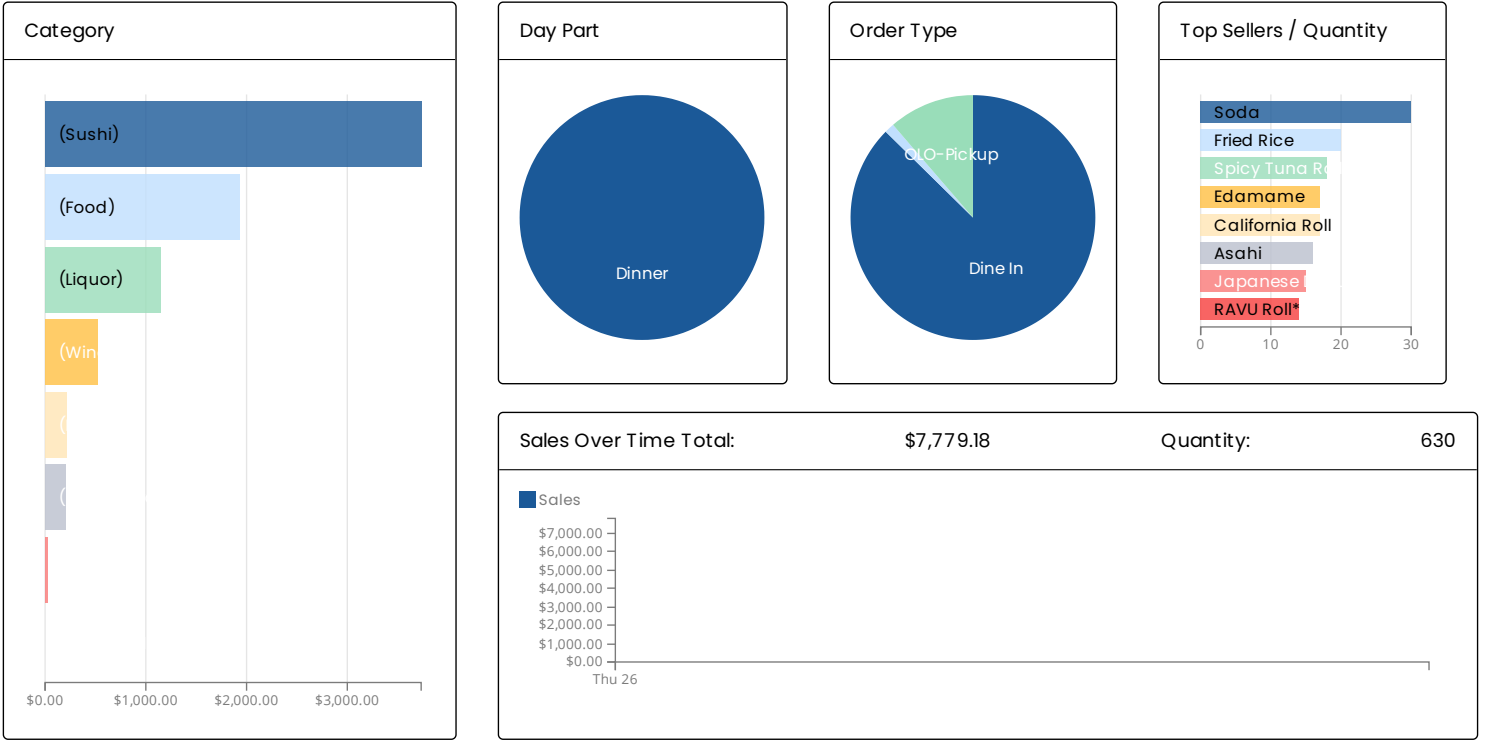 Category
(Sushi)
(Food)
(Liquor)
(Win
(
(
$0.00 $1,000.00 $2,000.00 $3,000.00
Day Part
Dinner
Order Type
OLO-Pickup
Dine In
Top Sellers / Quantity
Soda
Fried Rice
Spicy Tuna
Edamame
California Roll
Asahi
Japanese
RAVU Roll*
0 10 20 30
Sales Over Time Total: $7,779.18 Quantity: 630
Sales
$7,000.00
$6,000.00
$5,000.00
$4,000.00
$3,000.00
$2,000.00
$1,000.00
$0.00
Thu 26